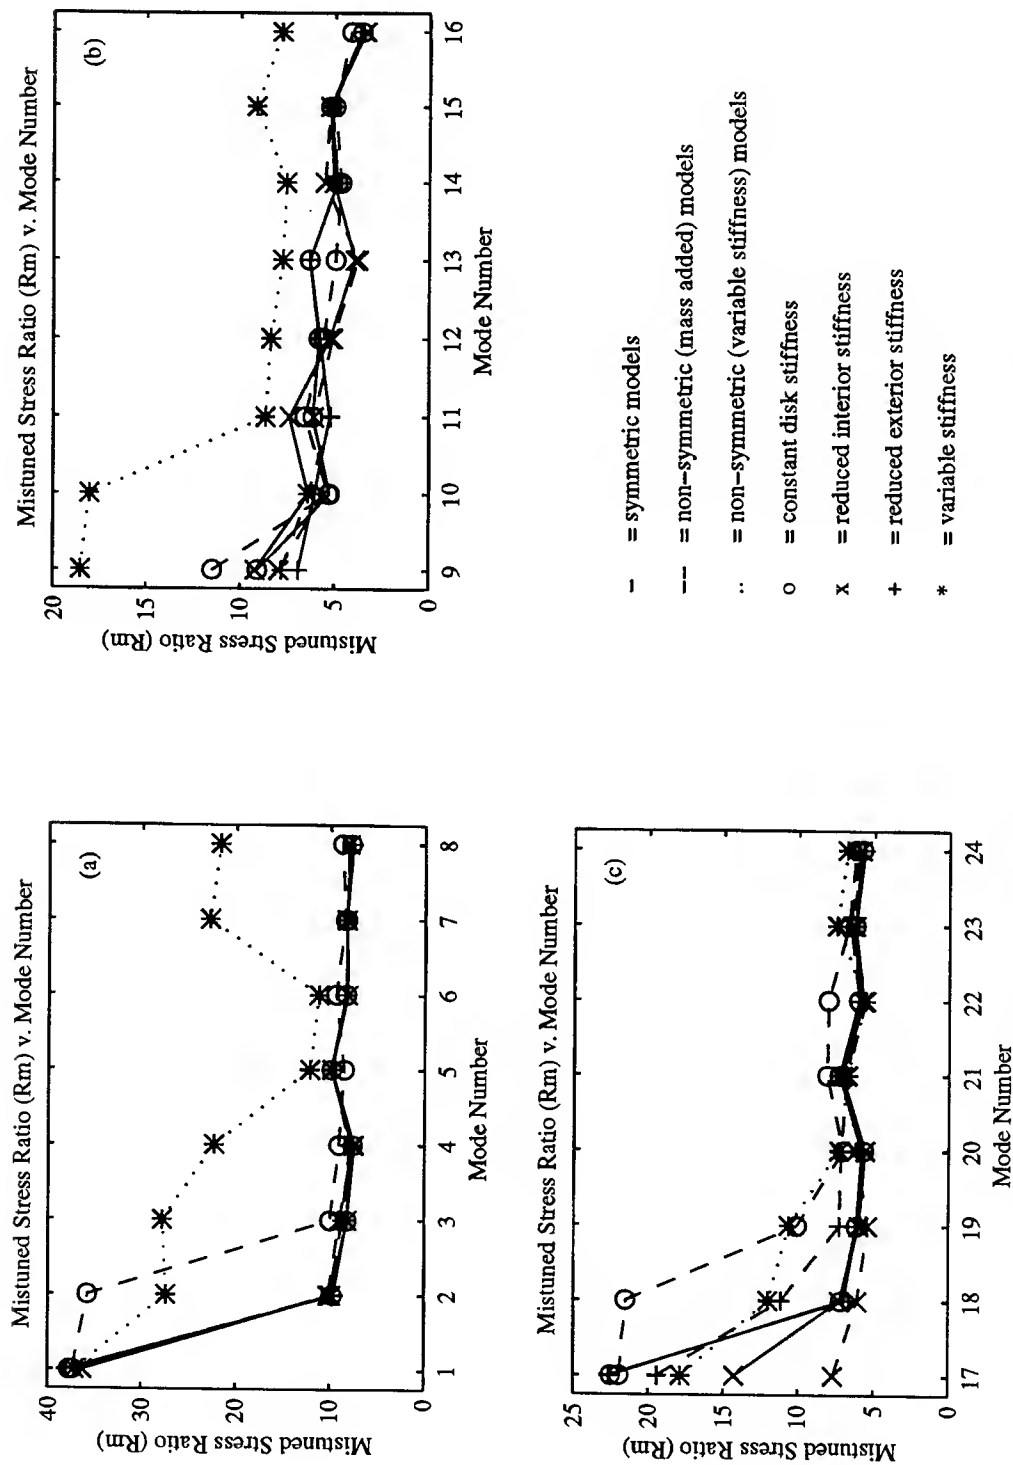 Mistuned Stress Ratio (Rm) v. Mode Number
(a)
40
30
20
10
0
Mistuned Stress Ratio (Rm)
1 2 3 4 5 6 7 8
Mode Number
Mistuned Stress Ratio (Rm) v. Mode Number
(b)
20
15
10
5
0
Mistuned Stress Ratio (Rm)
9 10 11 12 13 14 15 16
Mode Number
Mistuned Stress Ratio (Rm) v. Mode Number
(c)
25
20
15
10
5
0
Mistuned Stress Ratio (Rm)
17 18 19 20 21 22 23 24
Mode Number
– = symmetric models
-- = non-symmetric (mass added) models
.. = non-symmetric (variable stiffness) models
o = constant disk stiffness
x = reduced interior stiffness
+ = reduced exterior stiffness
* = variable stiffness